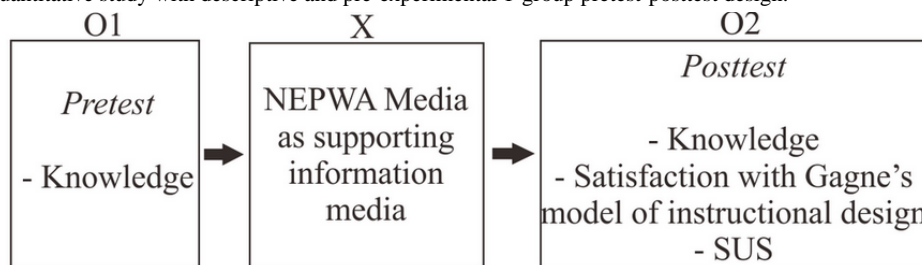 quantitative study with descriptive and pre-experimental 1-group pretest-posttest design.
O1
X
O2
Pretest
- Knowledge
NEPWA Media
as supporting
information
media
Posttest
- Knowledge
- Satisfaction with Gagne's
model of instructional design
- SUS